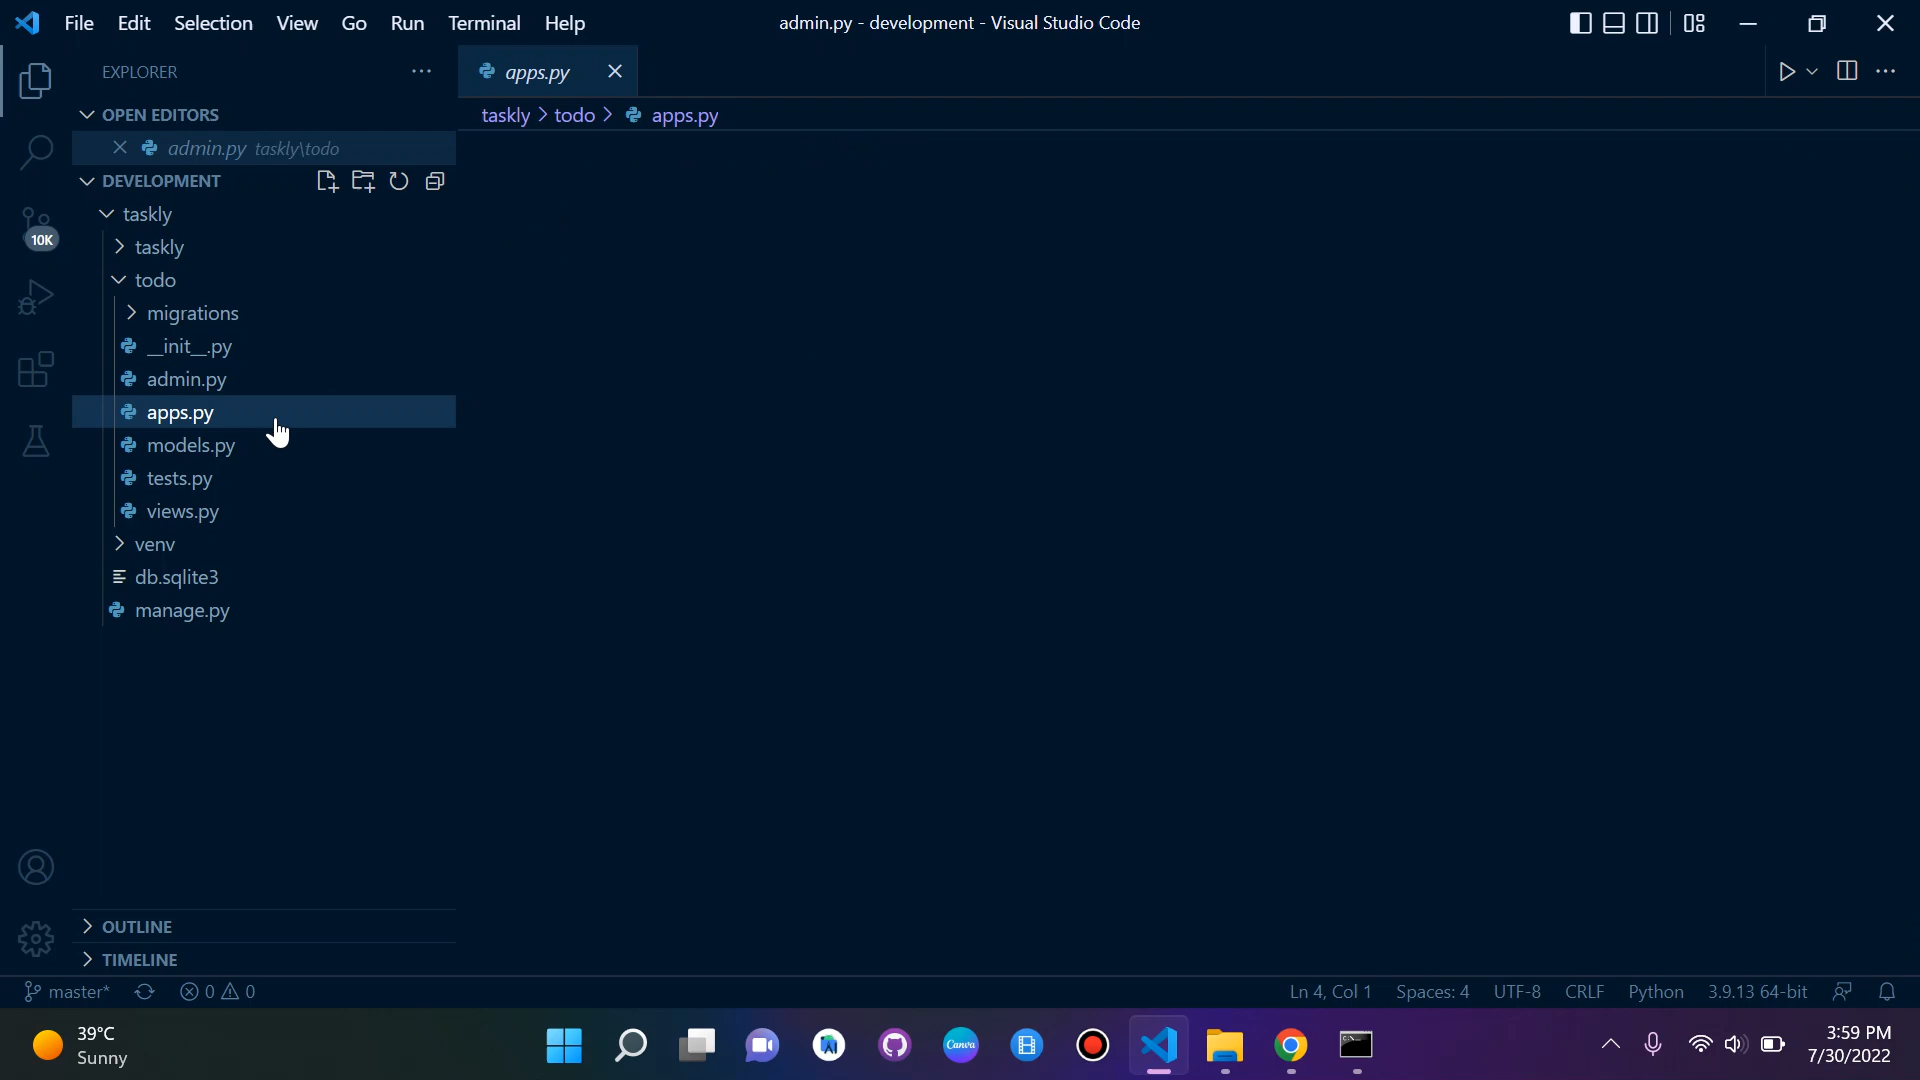 File Edit Selection View Go Run Terminal Help
admin.py - development - Visual Studio Code
EXPLORER
OPEN EDITORS
admin.py taskly\todo
DEVELOPMENT
taskly
taskly
todo
migrations
__init__.py
admin.py
apps.py
models.py
tests.py
views.py
venv
db.sqlite3
manage.py
OUTLINE
TIMELINE
10K
apps.py
taskly > todo > apps.py
master* 0 0
Ln 4, Col 1 Spaces: 4 UTF-8 CRLF Python 3.9.13 64-bit
39°C
Sunny
Canva
3:59 PM
7/30/2022